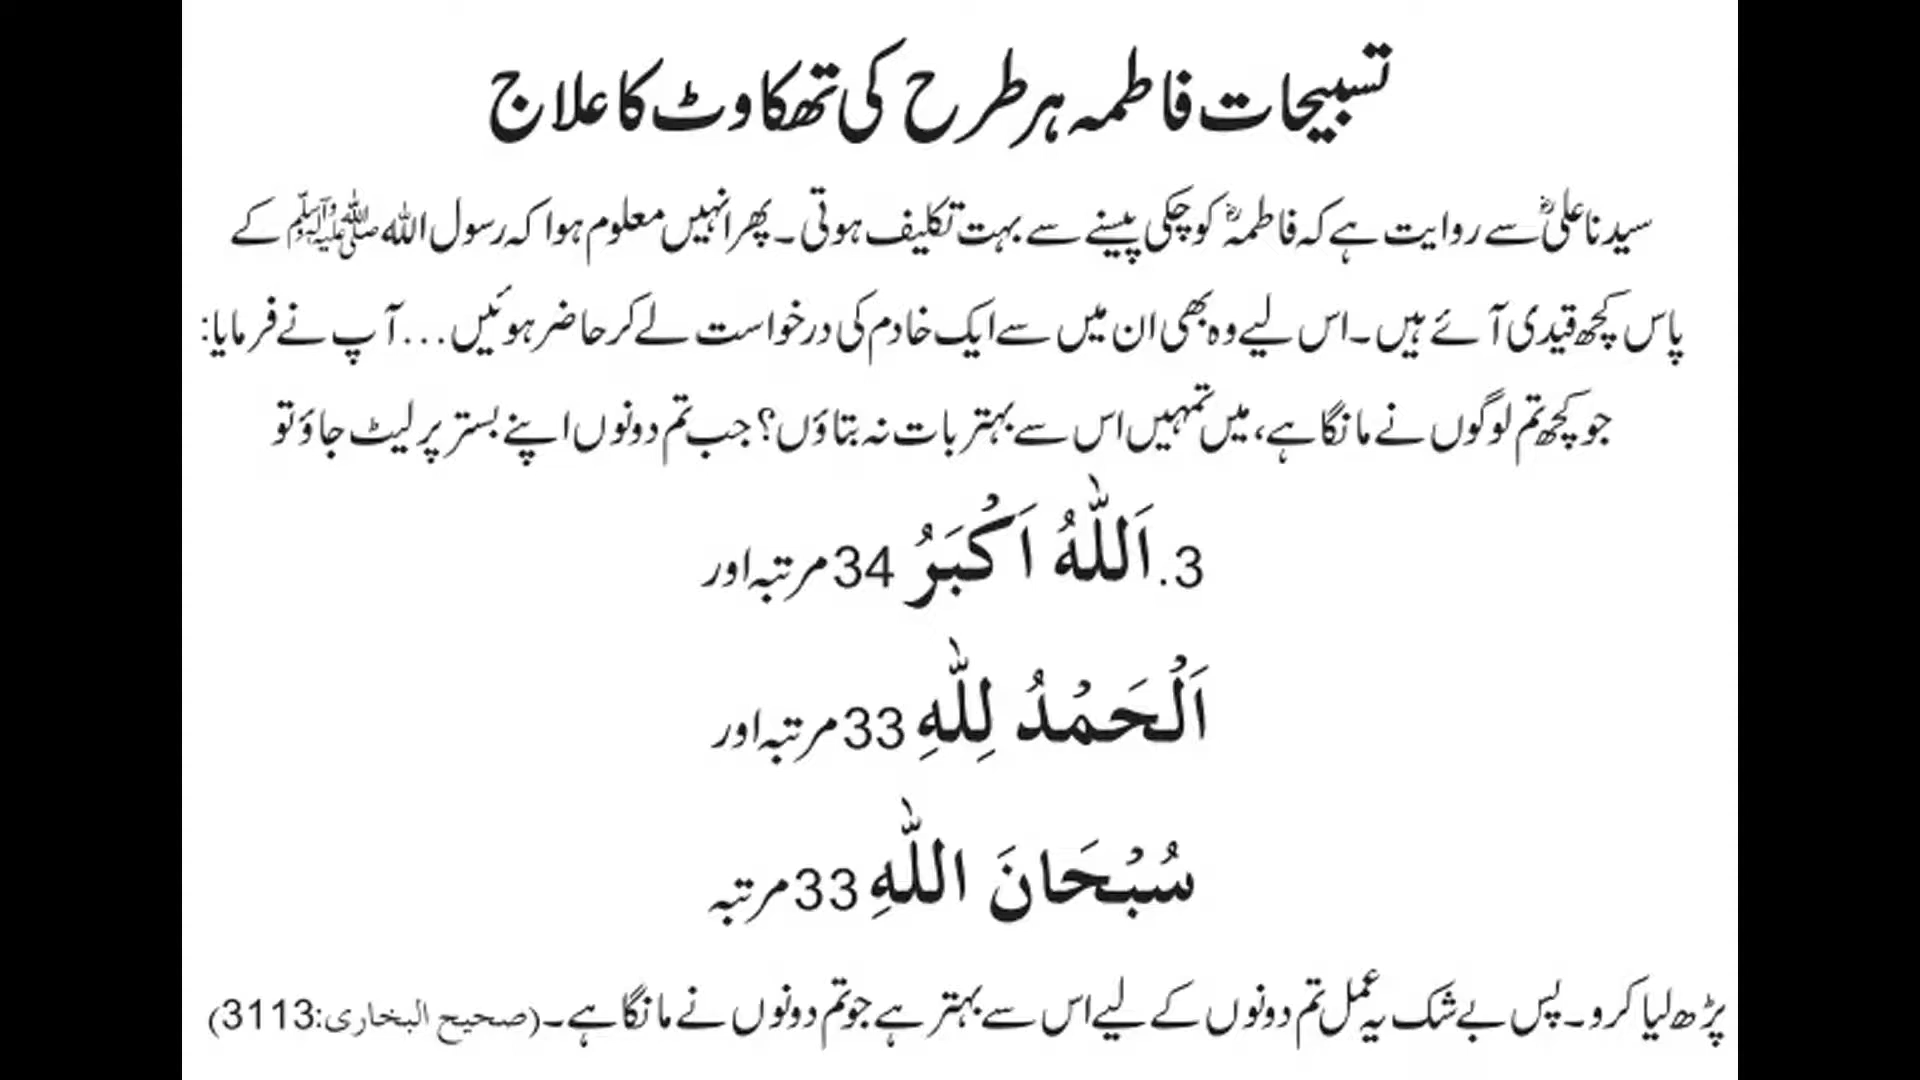 تسبیحات فاطمہ ہر طرح کی تھکاوٹ کا علاج
سیدنا علیؓ سے روایت ہے کہ فاطمہؓ کو چکی پیسنے سے بہت تکلیف ہوتی۔ پھر انہیں معلوم ہوا کہ رسول اللہ ﷺ کے
پاس کچھ قیدی آئے ہیں۔ اس لیے وہ بھی ان میں سے ایک خادم کی درخواست لے کر حاضر ہوئیں... آپ نے فرمایا:
جو کچھ تم لوگوں نے مانگا ہے، میں تمہیں اس سے بہتر بات نہ بتاؤں؟ جب تم دونوں اپنے بستر پر لیٹ جاؤ تو
3. اَللّٰهُ اَكْبَرُ 34 مرتبہ اور
اَلْحَمْدُ لِلّٰهِ 33 مرتبہ اور
سُبْحَانَ اللّٰهِ 33 مرتبہ
پڑھ لیا کرو۔ پس بے شک یہ عمل تم دونوں کے لیے اس سے بہتر ہے جو تم دونوں نے مانگا ہے۔ (صحیح البخاری:3113)